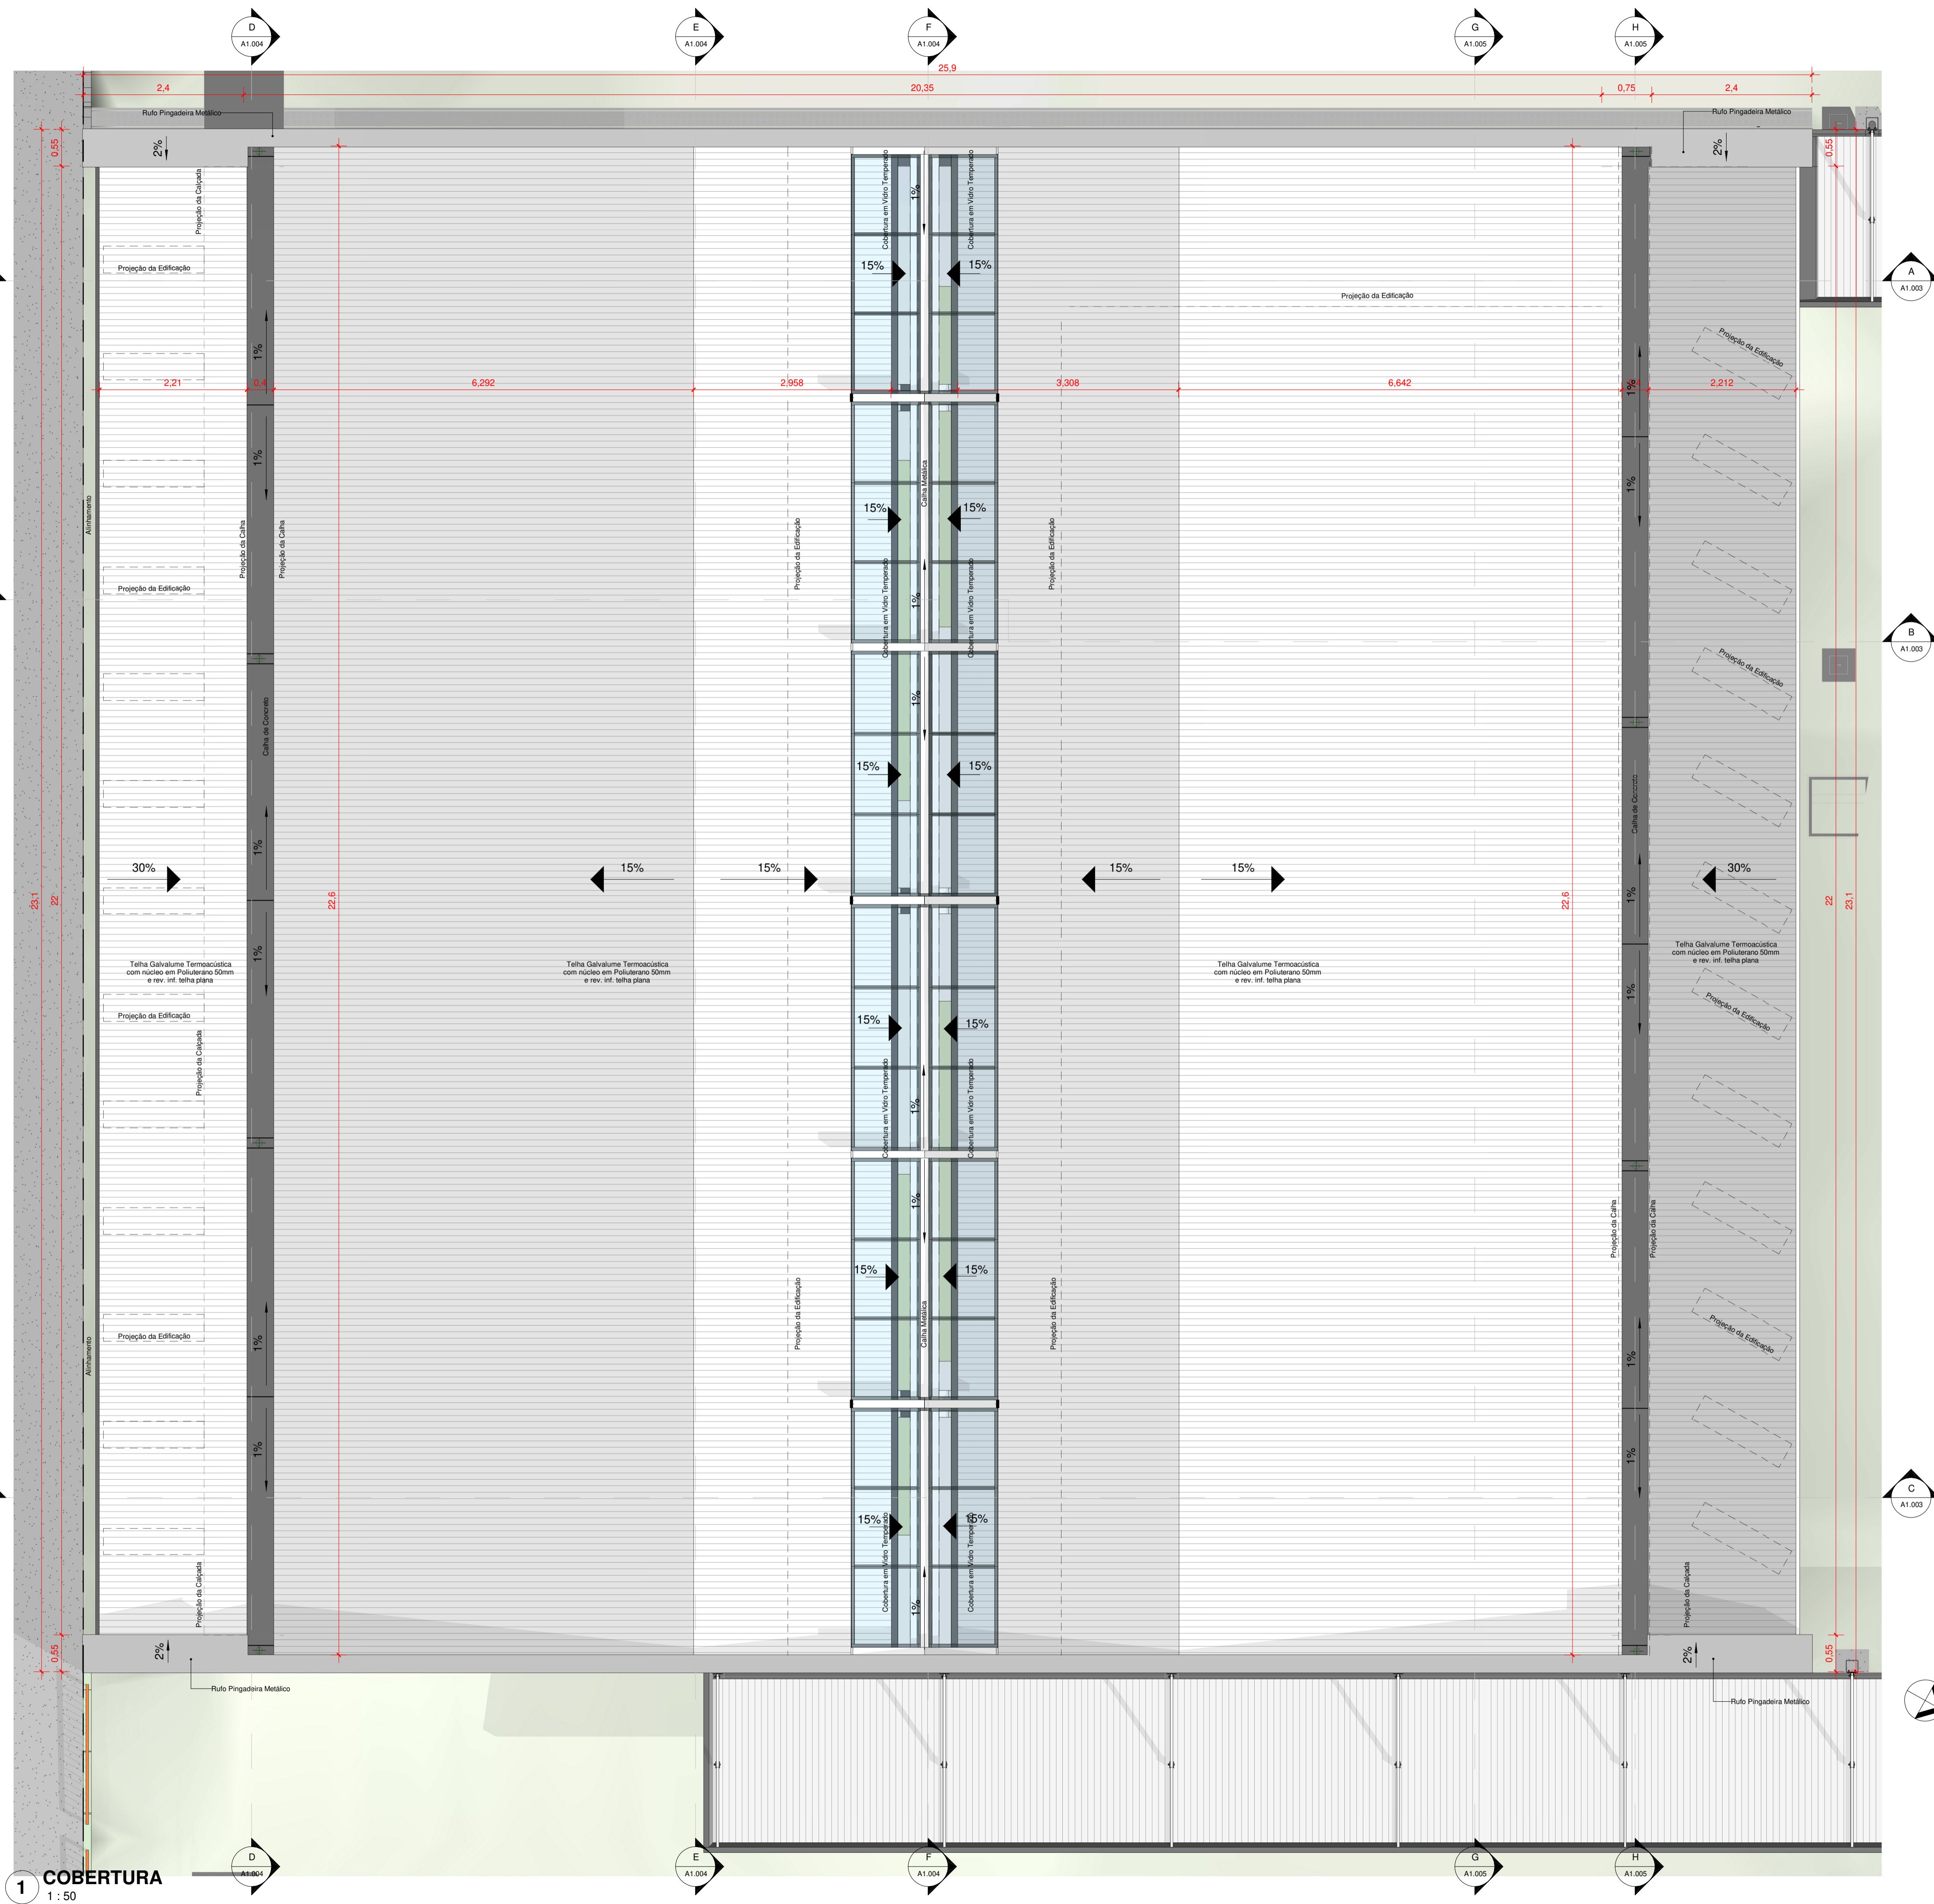 D
A1.004
E
A1.004
F
A1.004
G
A1.005
H
A1.005
25,9
2,4
20,35
0,75
2,4
Rufo Pingadeira Metálico
Rufo Pingadeira Metálico
0,55
2%
2%
0,55
Projeção da Calçada
Cobertura em Vidro Temperado
1%
Cobertura em Vidro Temperado
Projeção da Edificação
15%
15%
A
A1.003
Projeção da Edificação
1%
Projeção da Edificação
2,21
0,4
6,292
2,958
3,308
6,642
1%
2,212
1%
Calha Metálica
1%
Alinhamento
Projeção da Calha
Projeção da Calha
15%
15%
Projeção da Edificação
Projeção da Edificação
Projeção da Edificação
Cobertura em Vidro Temperado
1%
Cobertura em Vidro Temperado
B
A1.003
Projeção da Edificação
1%
Calha de Concreto
15%
15%
Calha de Concreto
1%
30%
15%
15%
15%
15%
30%
23,1
22
22,6
22,6
1%
22
23,1
1%
Telha Galvalume Termoacústica
com núcleo em Poliuterano 50mm
e rev. inf. telha plana
Telha Galvalume Termoacústica
com núcleo em Poliuterano 50mm
e rev. inf. telha plana
Telha Galvalume Termoacústica
com núcleo em Poliuterano 50mm
e rev. inf. telha plana
Telha Galvalume Termoacústica
com núcleo em Poliuterano 50mm
e rev. inf. telha plana
1%
Projeção da Edificação
15%
15%
Projeção da Edificação
Projeção da Calçada
Cobertura em Vidro Temperado
1%
Cobertura em Vidro Temperado
1%
Projeção da Calha
Projeção da Calha
15%
15%
Projeção da Edificação
Projeção da Edificação
Calha Metálica
Alinhamento
Projeção da Edificação
1%
1%
Projeção da Edificação
1%
1%
C
A1.003
15%
15%
Cobertura em Vidro Temperado
Cobertura em Vidro Temperado
1%
Projeção da Calçada
Projeção da Calçada
0,55
2%
2%
0,55
Rufo Pingadeira Metálico
Rufo Pingadeira Metálico
D
A1.004
E
A1.004
F
A1.004
G
A1.005
H
A1.005
1
COBERTURA
1 : 50